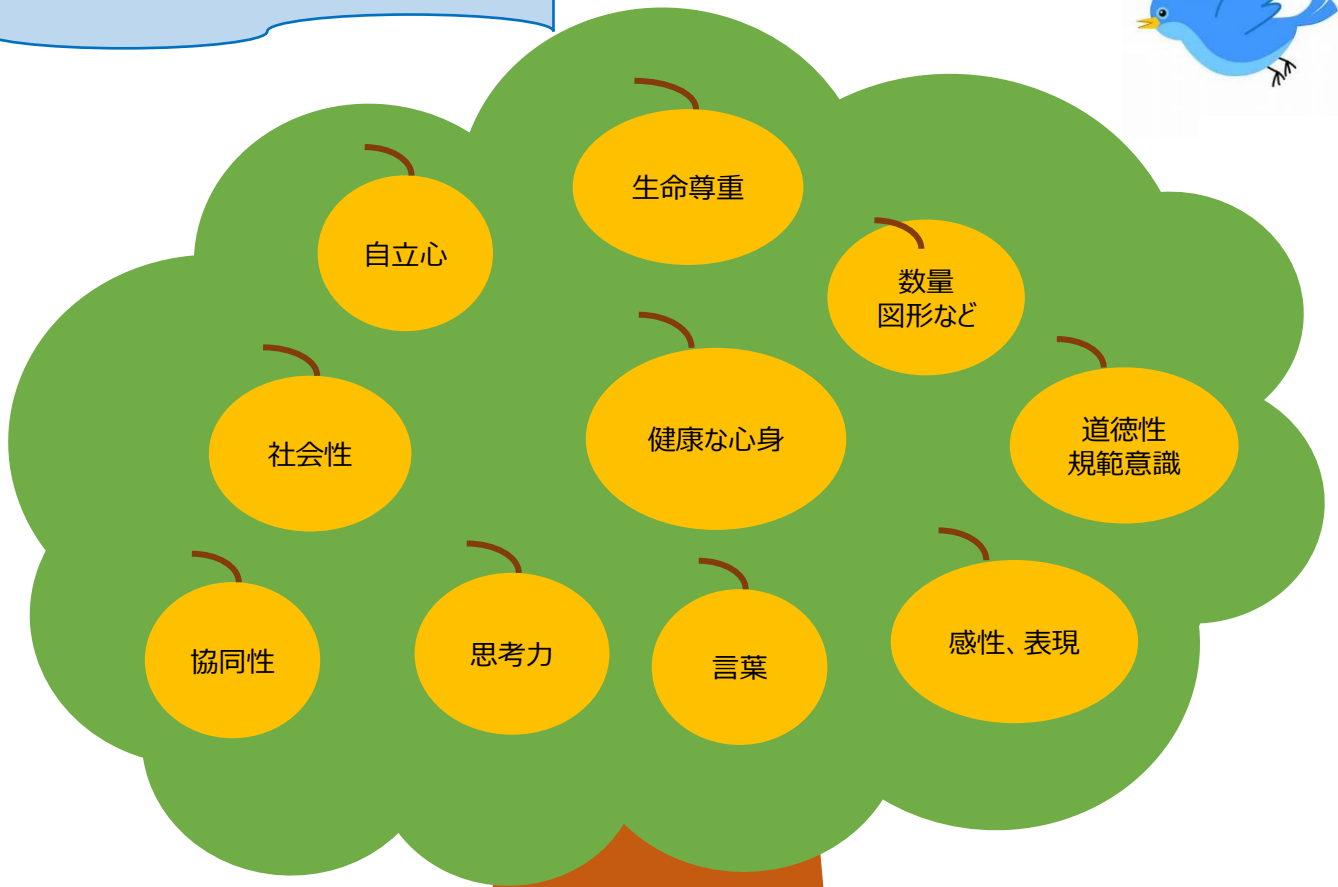 生命尊重
自立心
数量
図形など
健康な心身
道徳性
規範意識
社会性
感性、表現
思考力
言葉
協同性